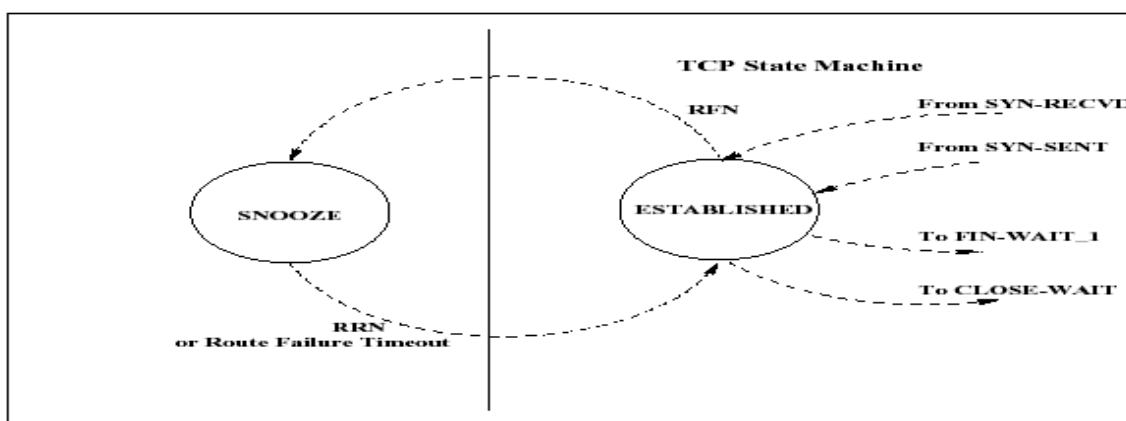 TCP State Machine
RFN
From SYN-RECVD
From SYN-SENT
SNOOZE
ESTABLISHED
To FIN-WAIT_1
To CLOSE-WAIT
RRN
or Route Failure Timeout